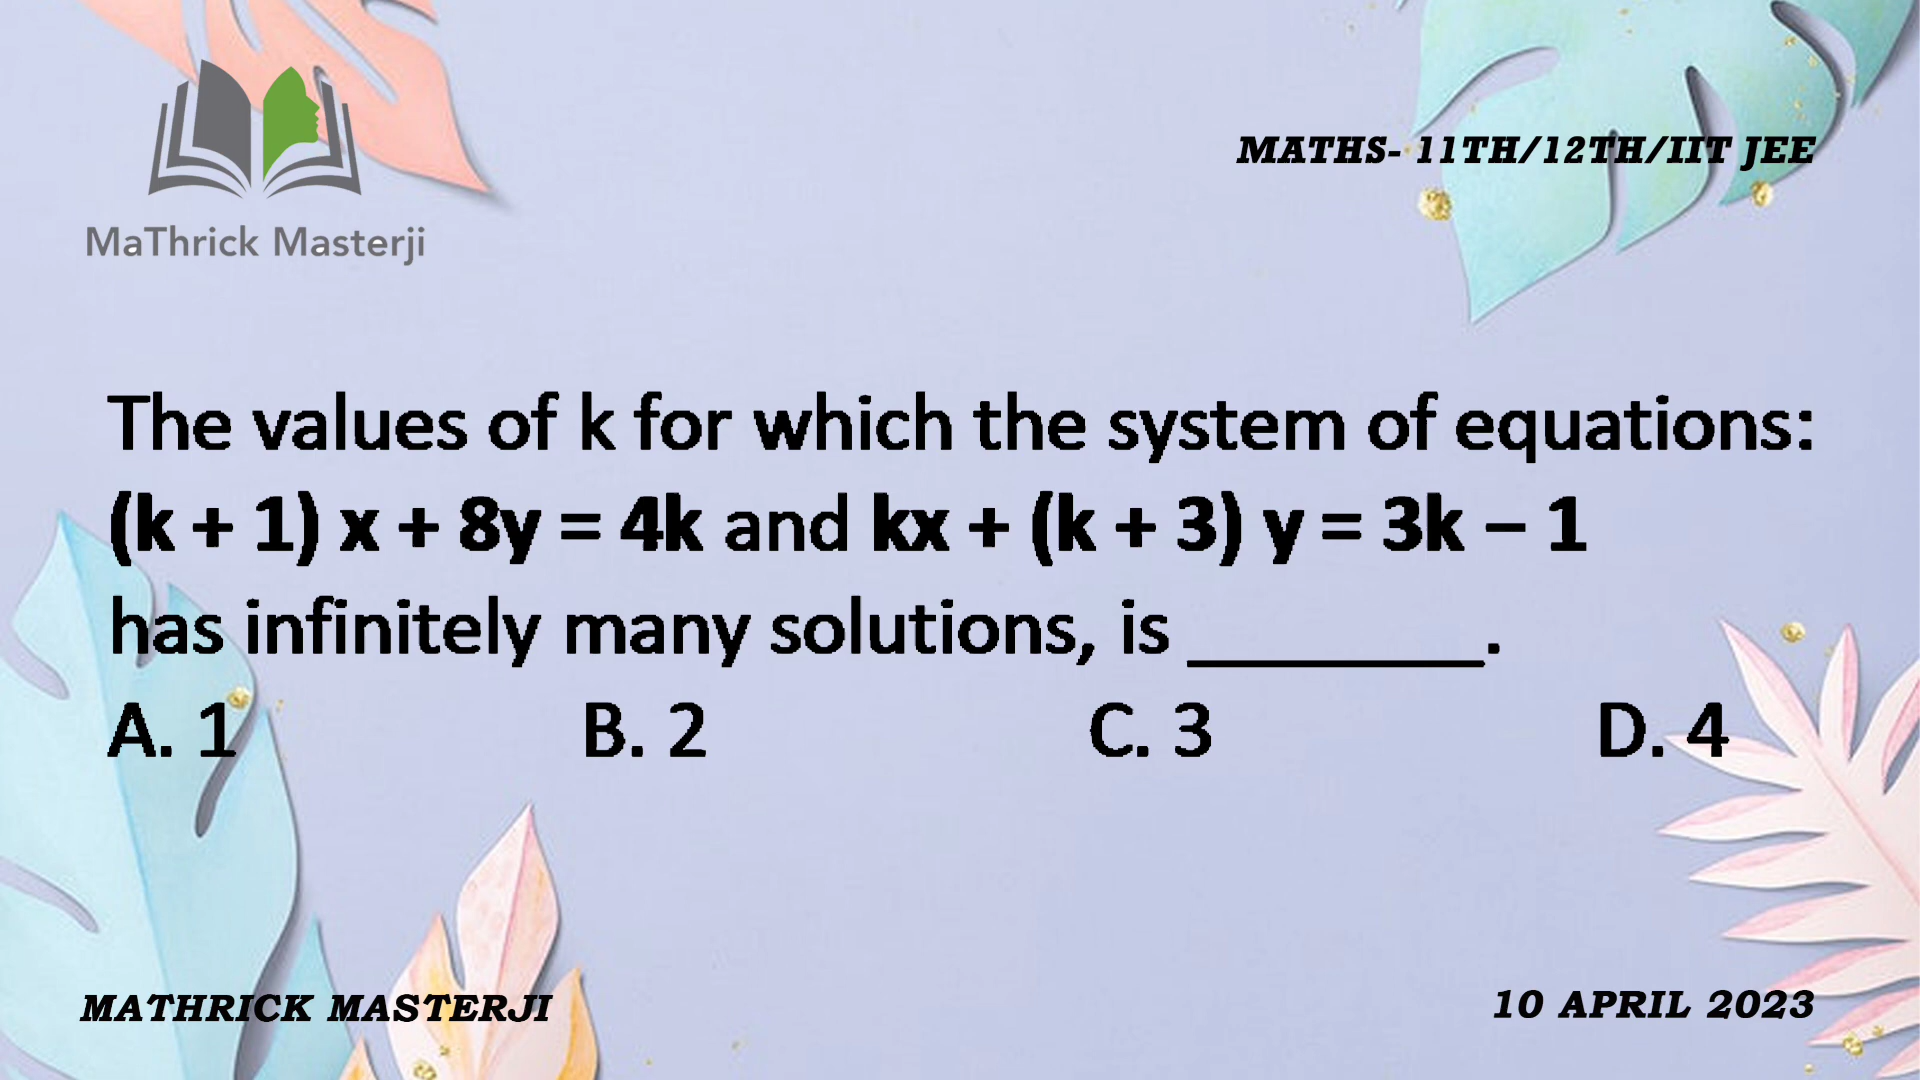 MaThrick Masterji
MATHS- 11TH/12TH/IIT JEE
The values of k for which the system of equations:
(k + 1) x + 8y = 4k and kx + (k + 3) y = 3k – 1
has infinitely many solutions, is ________.
A. 1 B. 2 C. 3 D. 4
MATHRICK MASTERJI
10 APRIL 2023